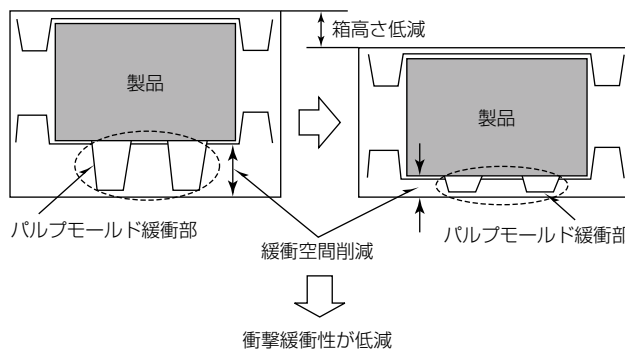 箱高さ低減
製品
製品
パルプモールド緩衝部
緩衝空間削減
パルプモールド緩衝部
衝撃緩衝性が低減